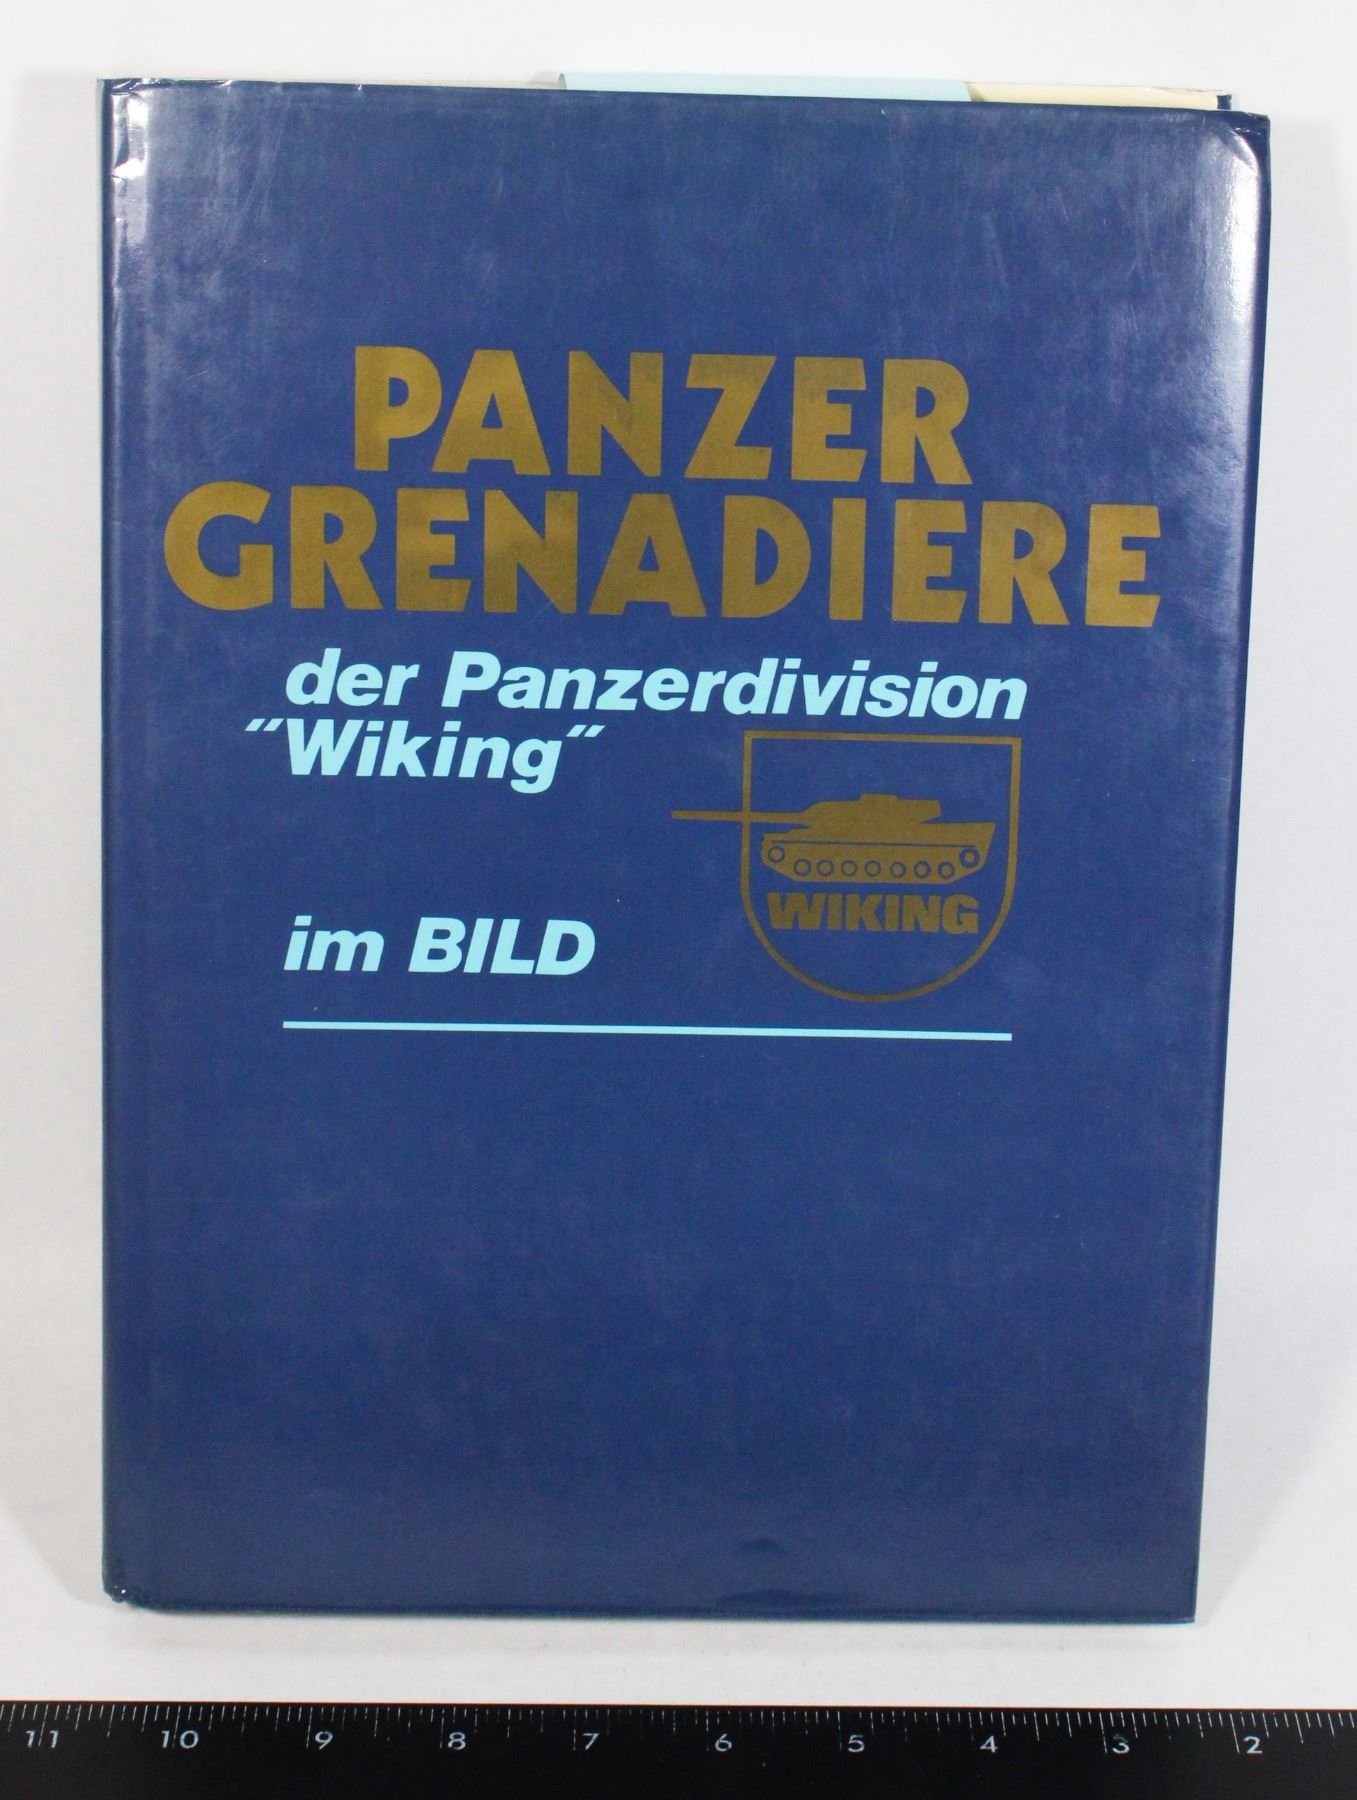 PANZER
GRENADIERE
der Panzerdivision
"Wiking"
WIKING
im BILD
11 10 9 8 7 6 5 4 3 2